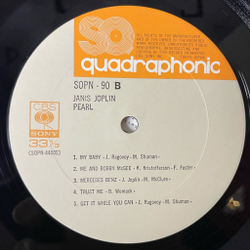 SQ
quadraphonic
SOPN - 90 B
JANIS JOPLIN
PEARL
CBS
SONY
33⅓
(SOPN-44005)
1. MY BABY - J. Ragovoy - M. Shuman -
2. ME AND BOBBY McGEE - K. Kristofferson - F. Foster -
3. MERCEDES BENZ - J. Joplin - M. McClure -
4. TRUST ME - B. Womack -
5. GET IT WHILE YOU CAN - J. Ragovoy - M. Shuman -